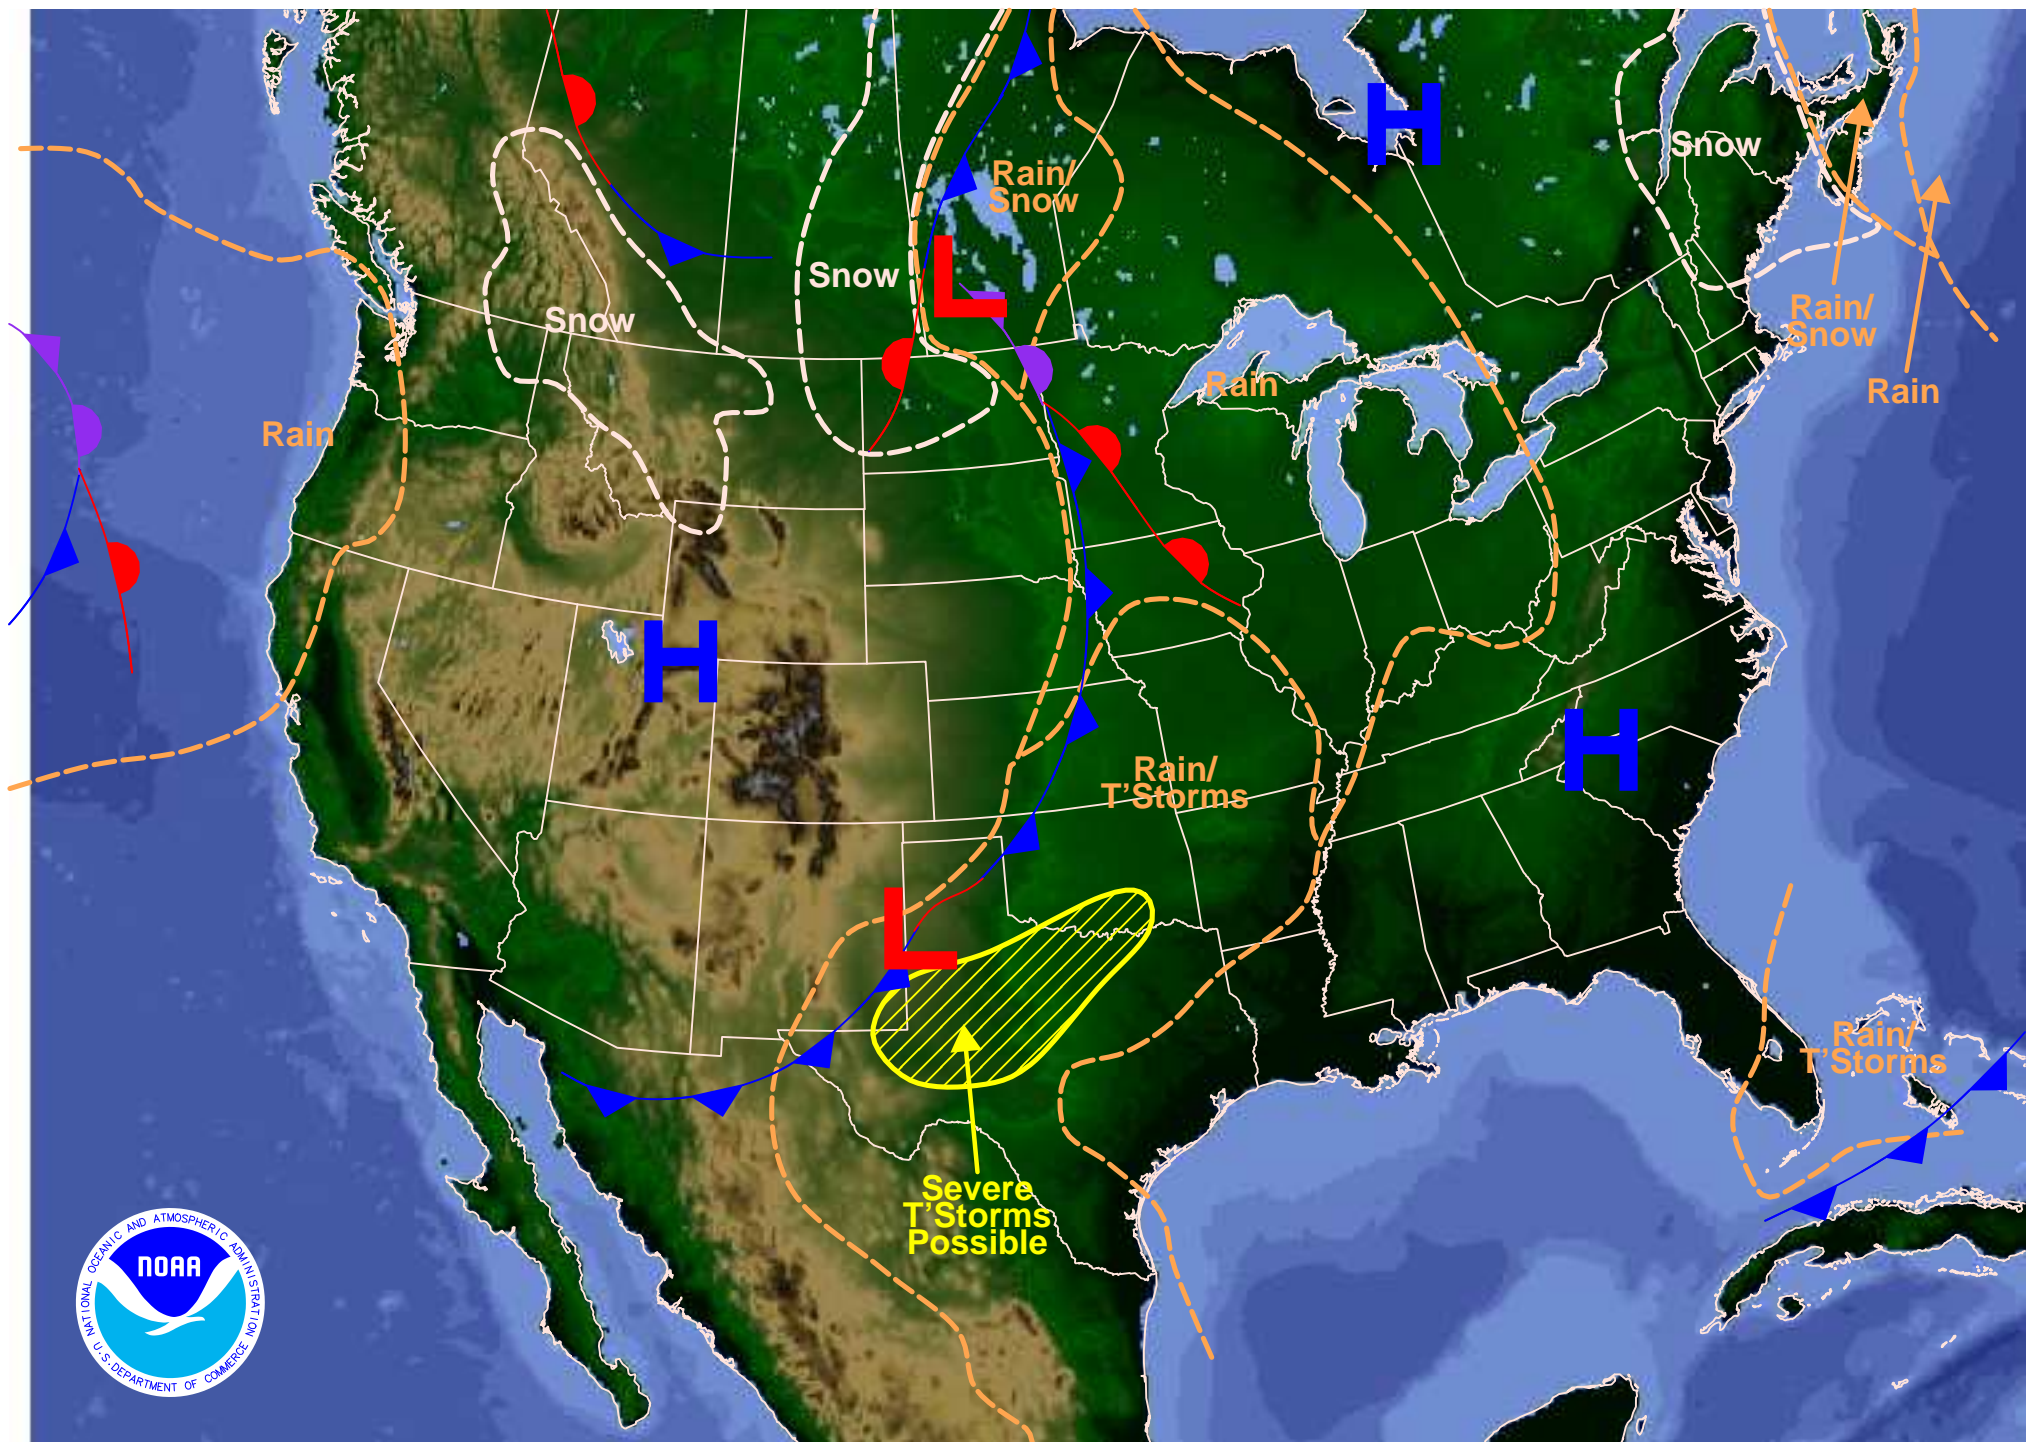 H
Snow
Rain/
Snow
L
Snow
Snow
H
Snow
Rain/
Snow
Rain
Rain
Rain
H
H
Rain/
T'Storms
L
Rain/
T'Storms
Severe
T'Storms
Possible
NATIONAL OCEANIC AND ATMOSPHERIC ADMINISTRATION
NOAA
U.S. DEPARTMENT OF COMMERCE